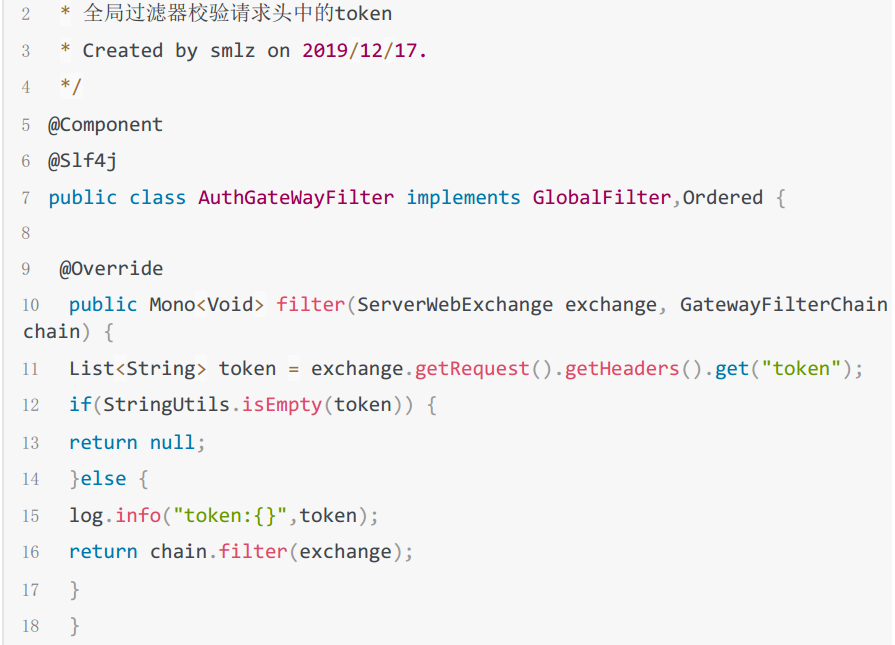 2 * 全局过滤器校验请求头中的token
3 * Created by smlz on 2019/12/17.
4 */
5 @Component
6 @Slf4j
7 public class AuthGateWayFilter implements GlobalFilter,Ordered {
8
9 @Override
10 public Mono<Void> filter(ServerWebExchange exchange, GatewayFilterChain
chain) {
11 List<String> token = exchange.getRequest().getHeaders().get("token");
12 if(StringUtils.isEmpty(token)) {
13 return null;
14 }else {
15 log.info("token:{}",token);
16 return chain.filter(exchange);
17 }
18 }